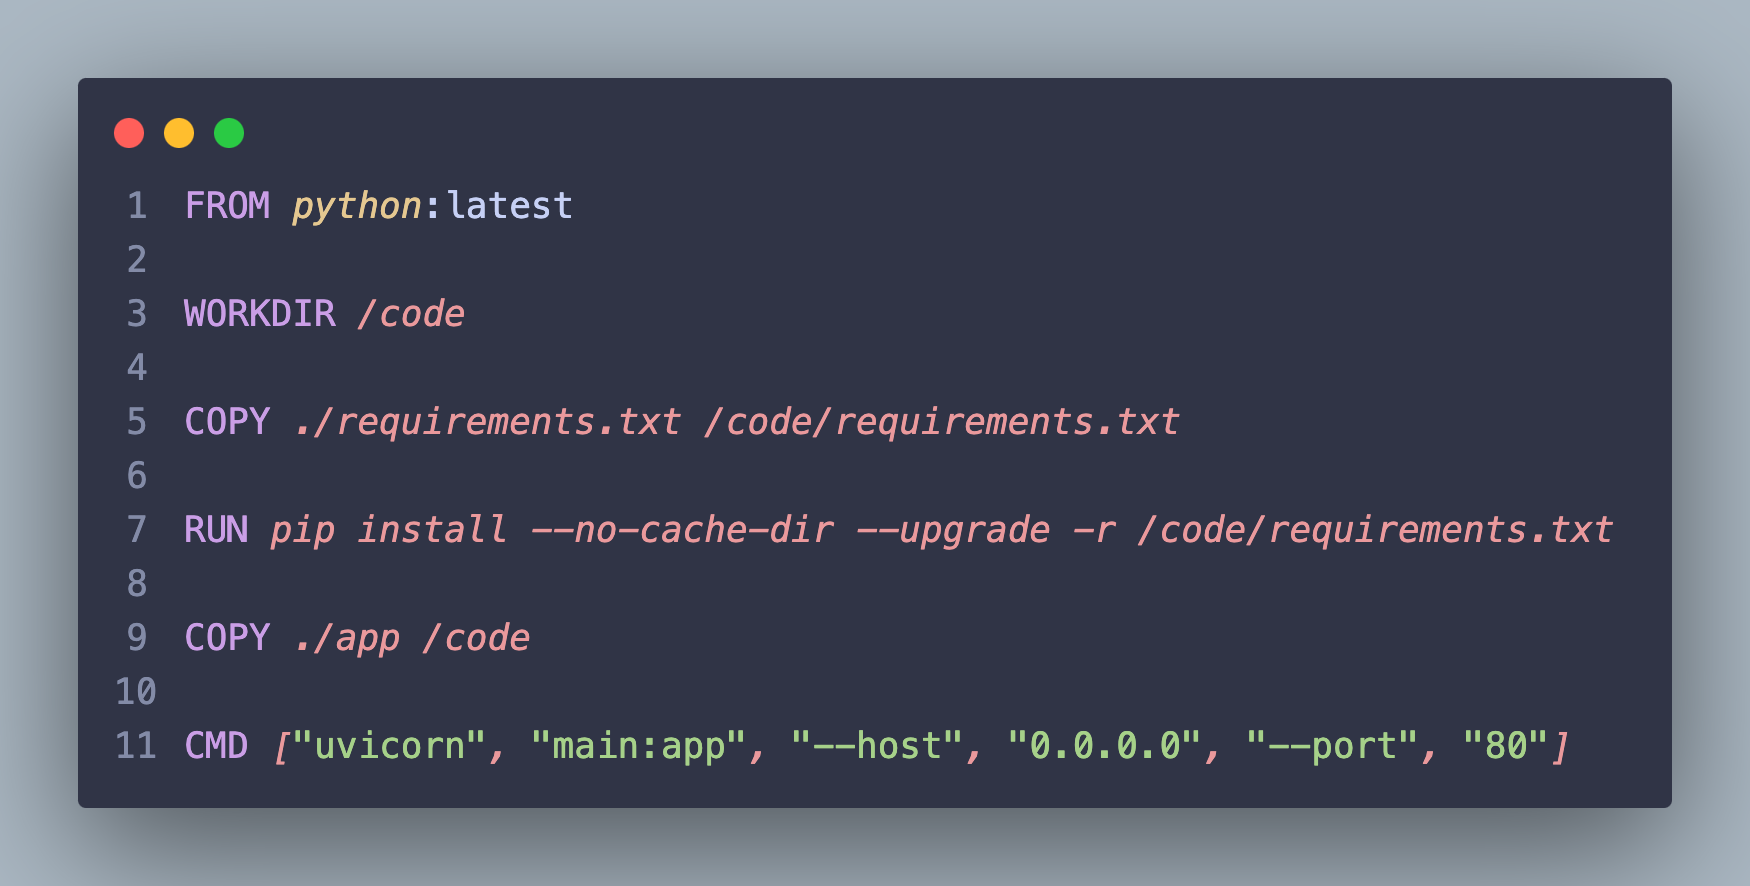 1 FROM python:latest
2
3 WORKDIR /code
4
5 COPY ./requirements.txt /code/requirements.txt
6
7 RUN pip install --no-cache-dir --upgrade -r /code/requirements.txt
8
9 COPY ./app /code
10
11 CMD ["uvicorn", "main:app", "--host", "0.0.0.0", "--port", "80"]